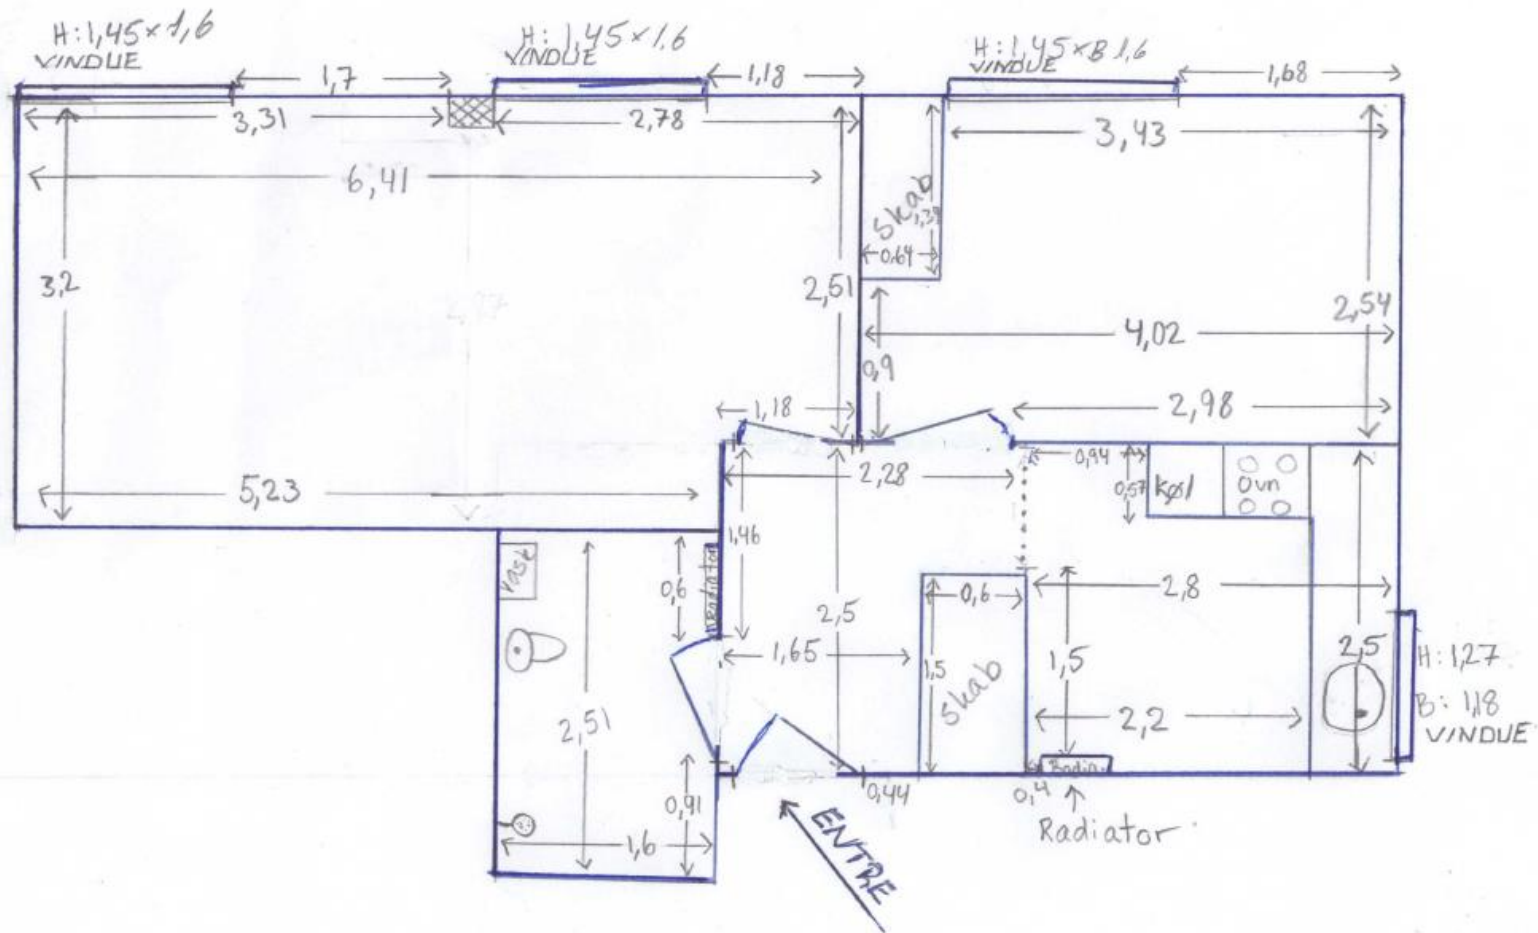 H:1,45×1,6
VINDUE
H:1,45×1,6
VINDUE
H:1,45×B 1,6
VINDUE
1,7
1,18
1,68
3,31
2,78
3,43
6,41
Skab
3,2
2,51
0,64
2,54
4,02
0,9
1,18
2,98
5,23
2,28
0,94
0,57
Køl
Ovn
1,46
Vask
0,6
Radiator
2,5
0,6
2,8
1,65
1,5
Skab
1,5
2,5
H:1,27
B:1,18
VINDUE
2,51
2,2
0,91
0,44
0,4
Radia.
Radiator
1,6
ENTRE